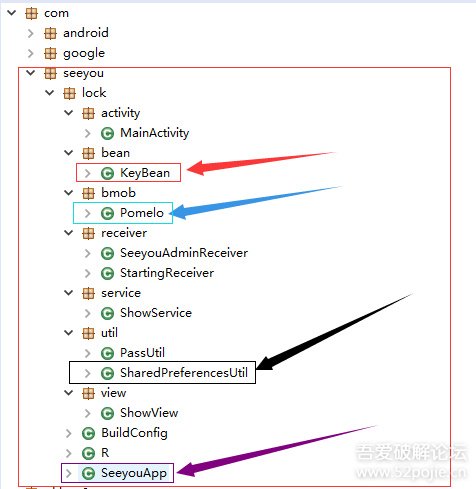 com
android
google
seeyou
lock
activity
MainActivity
bean
KeyBean
bmob
Pomelo
receiver
SeeyouAdminReceiver
StartingReceiver
service
ShowService
util
PassUtil
SharedPreferencesUtil
view
ShowView
BuildConfig
R
SeeyouApp
吾爱破解论坛
www.52pojie.cn